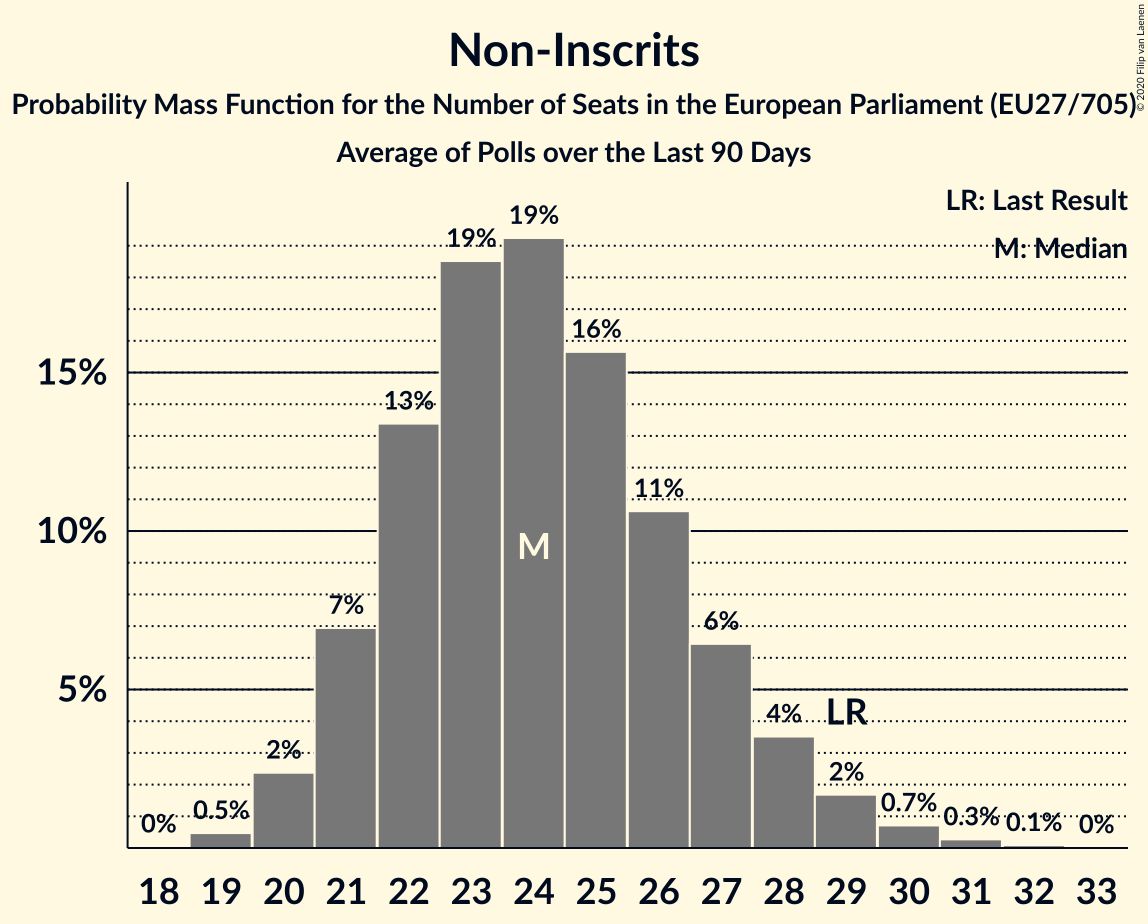 Non-Inscrits
Probability Mass Function for the Number of Seats in the European Parliament (EU27/705)
Average of Polls over the Last 90 Days
© 2020 Filip van Laenen
LR: Last Result
M: Median
15%
10%
5%
0%
0.5%
2%
7%
13%
19%
19%
16%
11%
6%
4%
2%
0.7%
0.3%
0.1%
0%
M
LR
18 19 20 21 22 23 24 25 26 27 28 29 30 31 32 33